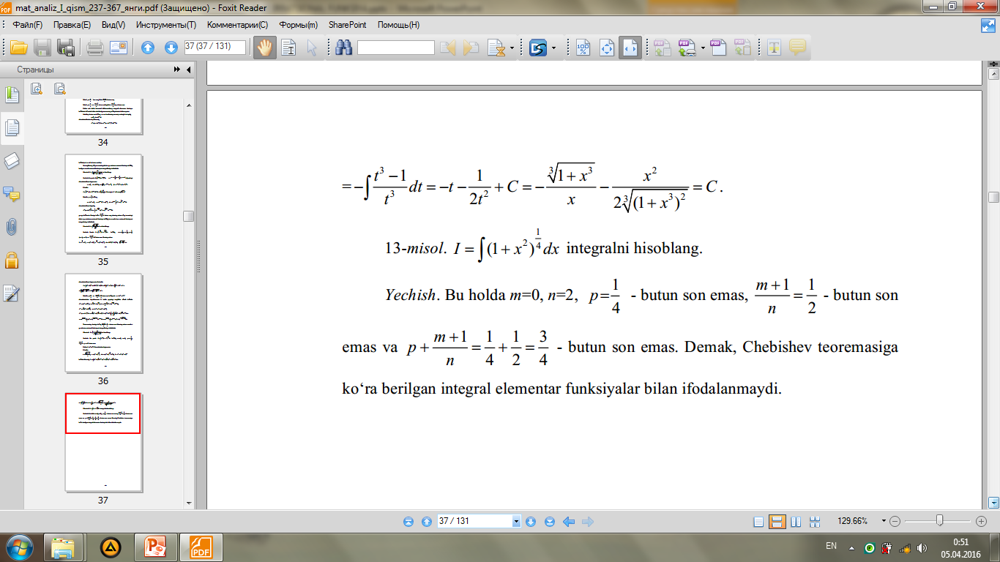 mat_analiz_I_qism_237-367_янги.pdf (Защищено) - Foxit Reader
Файл(F) Правка(E) Вид(V) Инструменты(T) Комментарии(C) Формы(m) SharePoint Помощь(H)
37 (37 / 131)
Страницы
34
35
36
37
= −∫ (t³ − 1)/t³ dt = −t − 1/(2t²) + C = −∛(1 + x³)/x − x²/(2∛((1 + x³)²)) = C.
13-misol. I = ∫(1 + x²)^(1/4) dx integralni hisoblang.
Yechish. Bu holda m=0, n=2, p=1/4 - butun son emas, (m + 1)/n = 1/2 - butun son
emas va p + (m + 1)/n = 1/4 + 1/2 = 3/4 - butun son emas. Demak, Chebishev teoremasiga
ko‘ra berilgan integral elementar funksiyalar bilan ifodalanmaydi.
37 / 131
129.66%
PDF
EN
0:51
05.04.2016